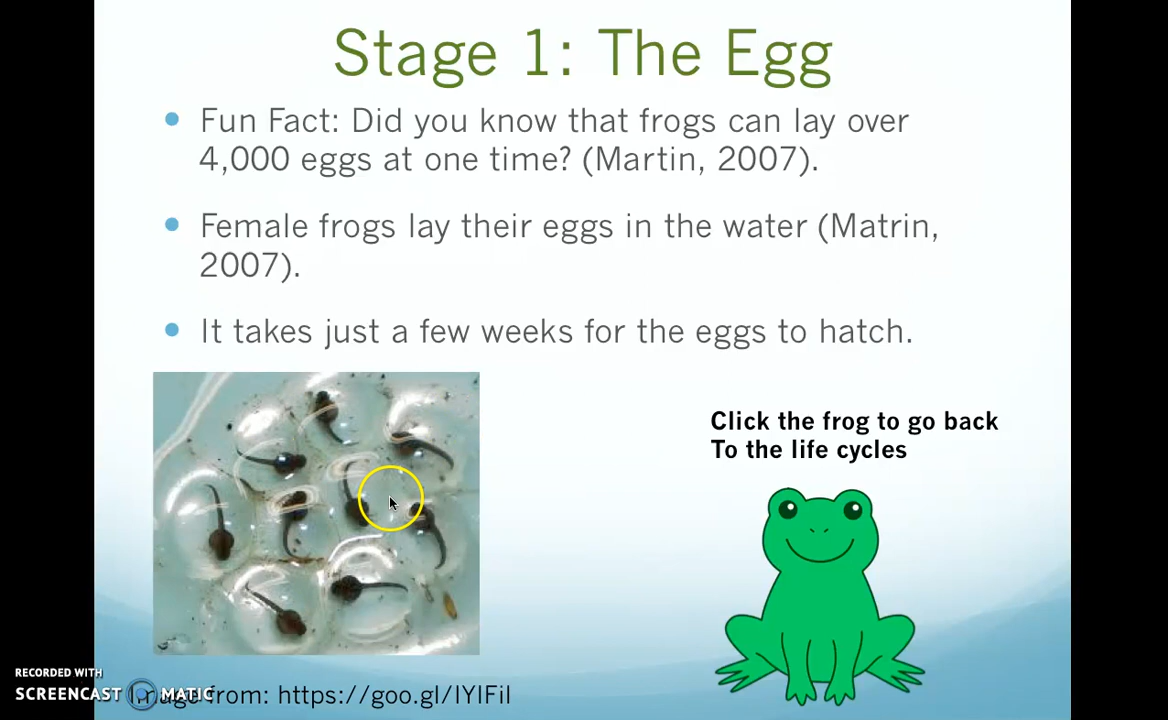 Stage 1: The Egg
Fun Fact: Did you know that frogs can lay over
4,000 eggs at one time? (Martin, 2007).
Female frogs lay their eggs in the water (Matrin,
2007).
It takes just a few weeks for the eggs to hatch.
Click the frog to go back
To the life cycles
RECORDED WITH
SCREENCAST MATIC
Image from: https://goo.gl/lYlFil